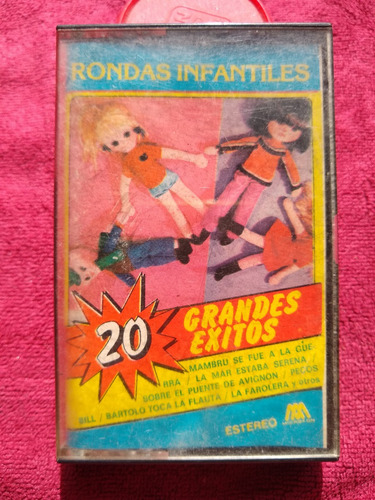 RONDAS INFANTILES
20
GRANDES
EXITOS
MAMBRU SE FUE A LA GUE
RRA / LA MAR ESTABA SERENA
SOBRE EL PUENTE DE AVIGNON / PECOS
BILL / BARTOLO TOCA LA FLAUTA / LA FAROLERA y otros
ESTEREO